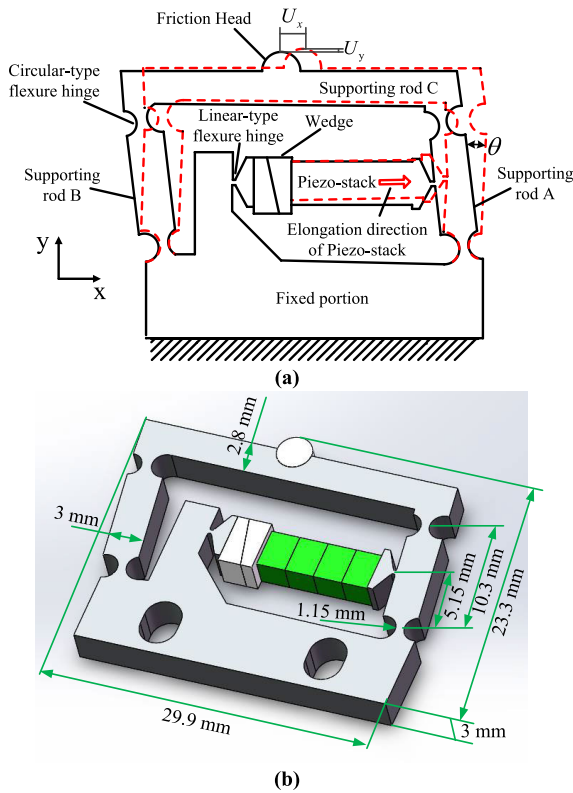 Friction Head
Uₓ
U_y
Circular-type
flexure hinge
Supporting rod C
Linear-type
flexure hinge
Wedge
θ
Supporting
rod B
Piezo-stack
Supporting
rod A
Elongation direction
of Piezo-stack
y
x
Fixed portion
(a)
2.8 mm
3 mm
1.15 mm
5.15 mm
10.3 mm
23.3 mm
29.9 mm
3 mm
(b)